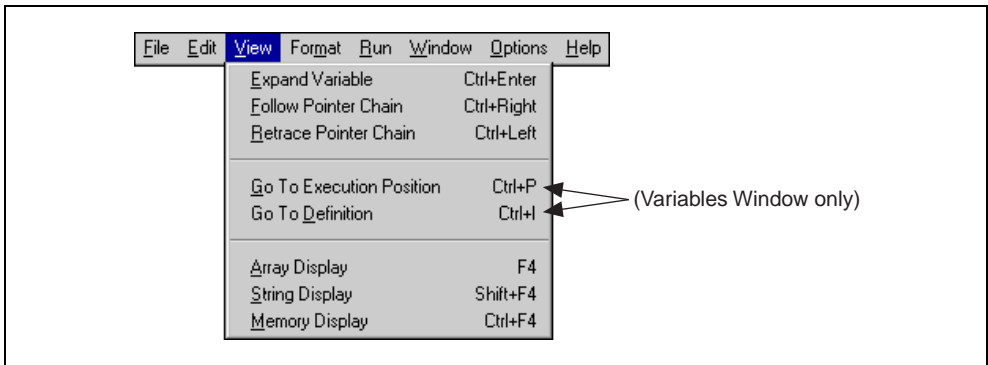 File Edit View Format Run Window Options Help
Expand Variable Ctrl+Enter
Follow Pointer Chain Ctrl+Right
Retrace Pointer Chain Ctrl+Left
Go To Execution Position Ctrl+P
Go To Definition Ctrl+I
(Variables Window only)
Array Display F4
String Display Shift+F4
Memory Display Ctrl+F4